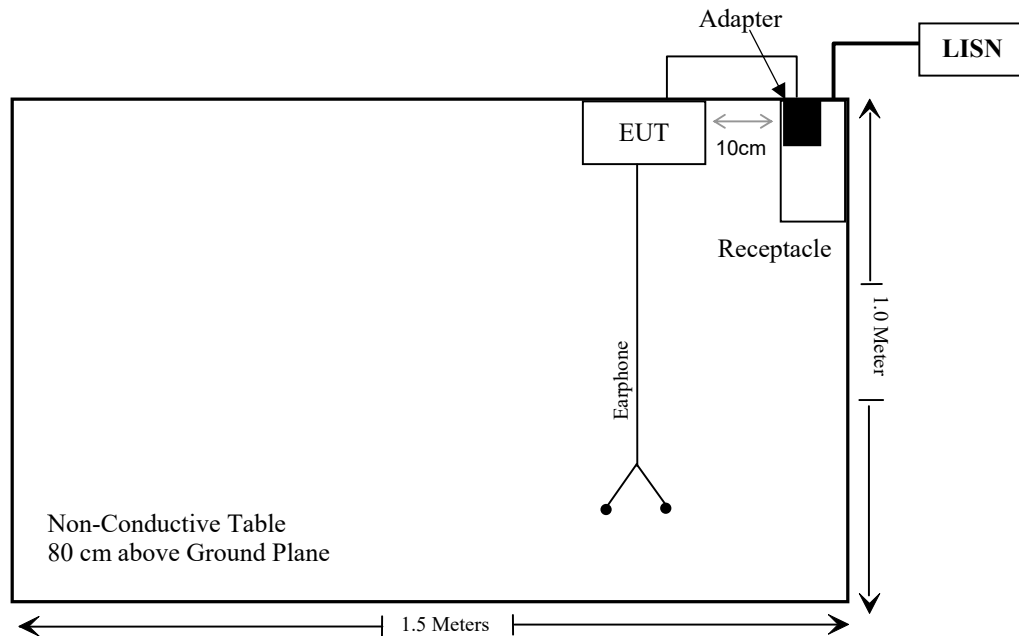 Adapter
LISN
EUT
10cm
Receptacle
1.0 Meter
Earphone
Non-Conductive Table
80 cm above Ground Plane
1.5 Meters